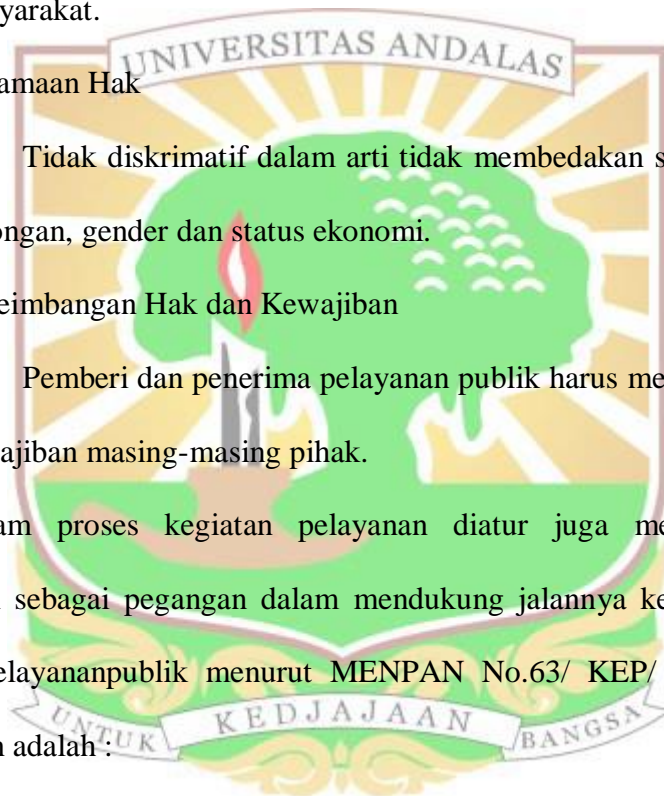 yarakat.
UNIVERSITAS ANDALAS
amaan Hak
Tidak diskrimatif dalam arti tidak membedakan s
ongan, gender dan status ekonomi.
eimbangan Hak dan Kewajiban
Pemberi dan penerima pelayanan publik harus me
ajiban masing-masing pihak.
am proses kegiatan pelayanan diatur juga me
sebagai pegangan dalam mendukung jalannya ke
elayananpublik menurut MENPAN No.63/ KEP/
UNTUK KEDJAJAAN BANGSA
n adalah :